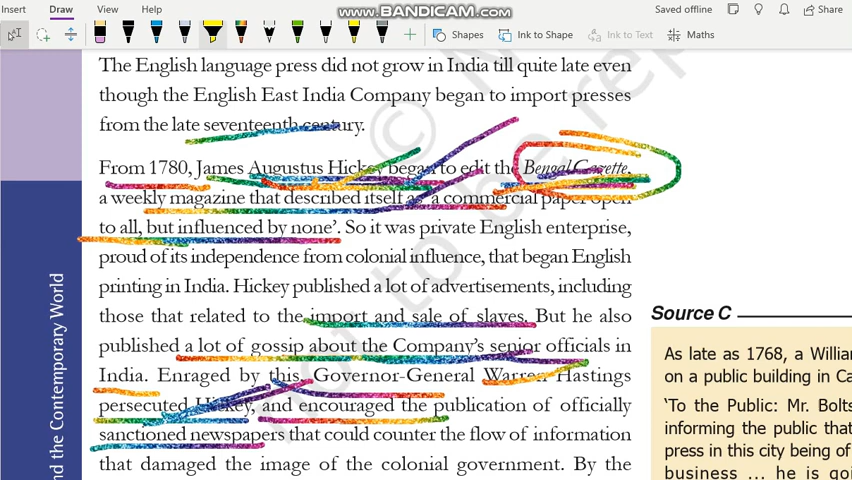 Insert Draw View Help
WWW.BANDICAM.COM
Saved offline
Share
Shapes Ink to Shape Ink to Text Maths
The English language press did not grow in India till quite late even
though the English East India Company began to import presses
from the late seventeenth century.
From 1780, James Augustus Hickey began to edit the Bengal Gazette,
a weekly magazine that described itself as 'a commercial paper open
to all, but influenced by none'. So it was private English enterprise,
proud of its independence from colonial influence, that began English
printing in India. Hickey published a lot of advertisements, including
those that related to the import and sale of slaves. But he also
published a lot of gossip about the Company's senior officials in
India. Enraged by this, Governor-General Warren Hastings
persecuted Hickey, and encouraged the publication of officially
sanctioned newspapers that could counter the flow of information
that damaged the image of the colonial government. By the
Source C
As late as 1768, a
on a public building in
'To the Public: Mr. Bolts
informing the public that
press in this city being of
business ... he is
the Contemporary World